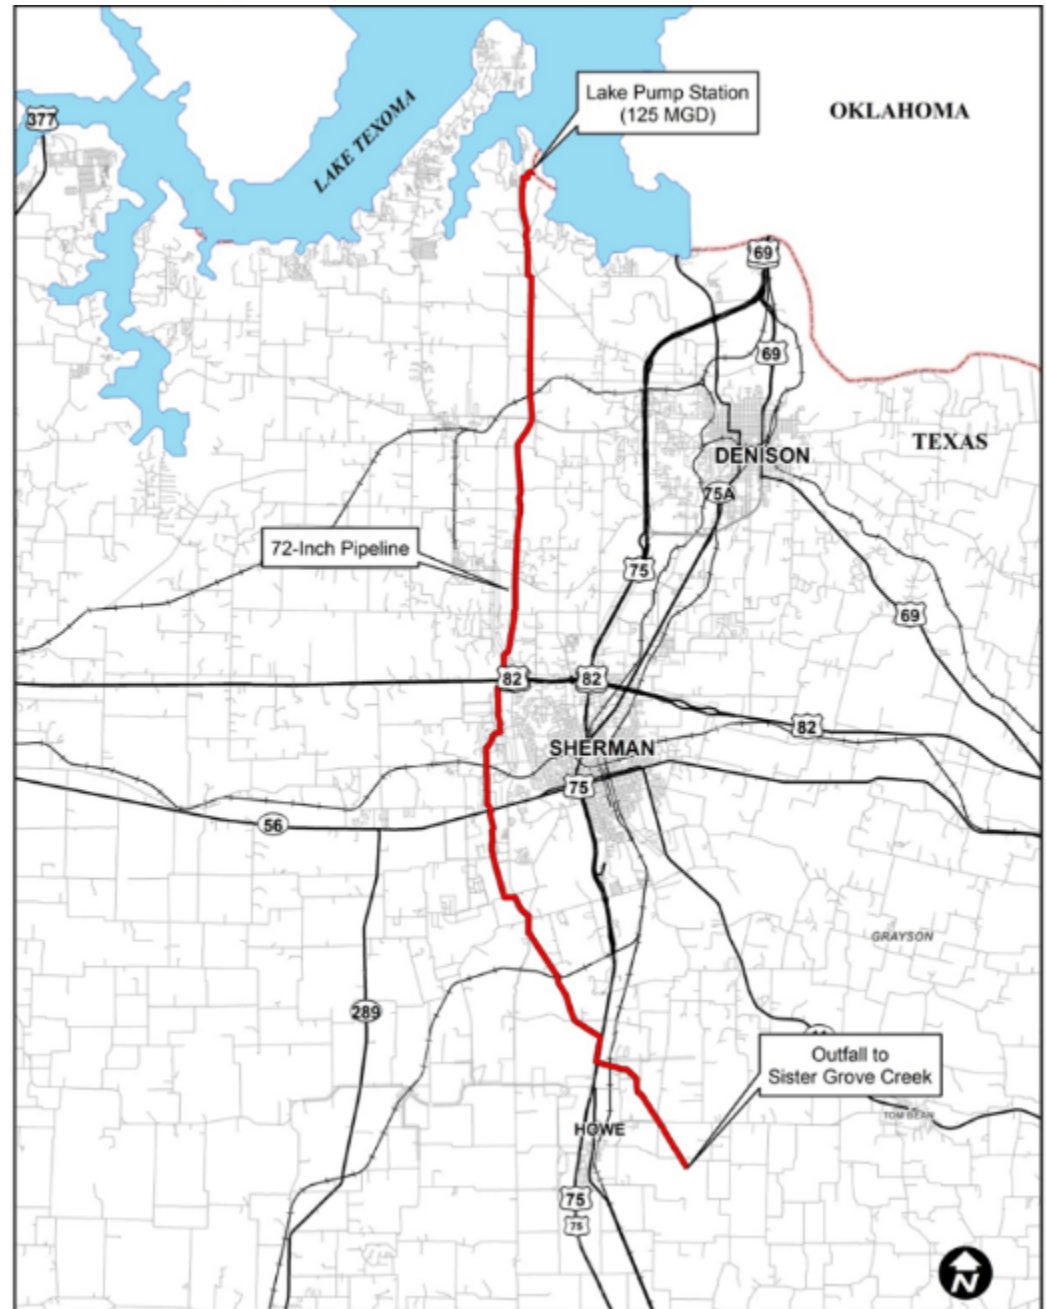 Lake Pump Station
(125 MGD)
OKLAHOMA
377
LAKE TEXOMA
69
69
TEXAS
DENISON
75A
72-Inch Pipeline
75
69
82
82
82
SHERMAN
75
56
GRAYSON
289
Outfall to
Sister Grove Creek
TOM BEAN
HOWE
75
75
N